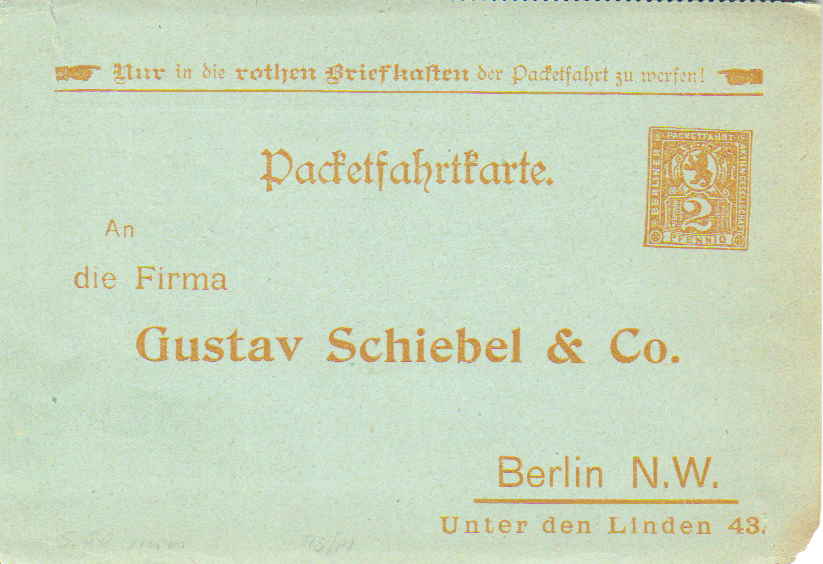 Nur in die rothen Briefkasten der Packetfahrt zu werfen!
Packetfahrtkarte.
PACKETFAHRT
BERLINER
2
PFENNIG
An
die Firma
Gustav Schiebel & Co.
Berlin N.W.
Unter den Linden 43.